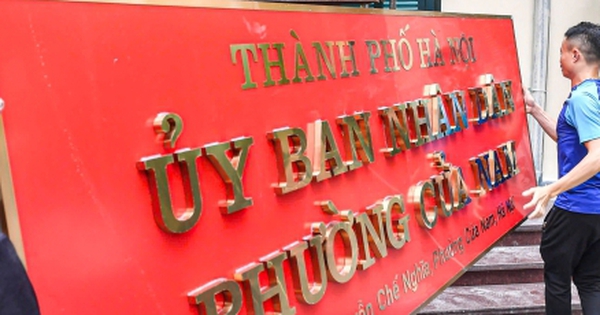 THÀNH PHỐ HÀ NỘI
ỦY BAN NHÂN DÂN
PHƯỜNG CỬA NAM
Chế Nghĩa, Phường Cửa Nam, Hà Nội